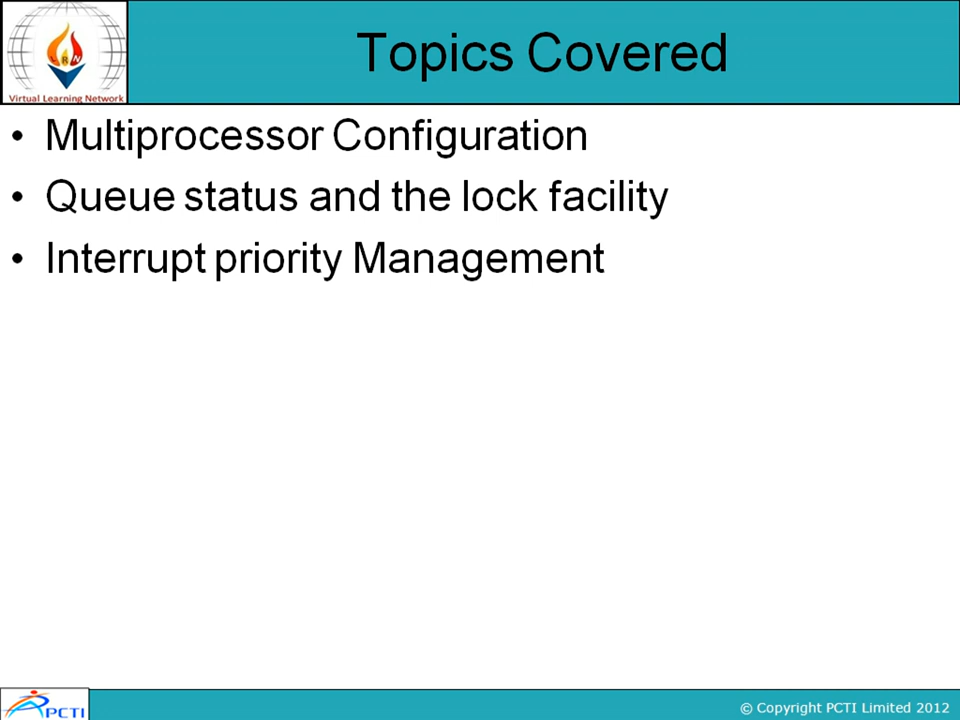 Topics Covered
RN
Virtual Learning Network
• Multiprocessor Configuration
• Queue status and the lock facility
• Interrupt priority Management
PCTI
© Copyright PCTI Limited 2012